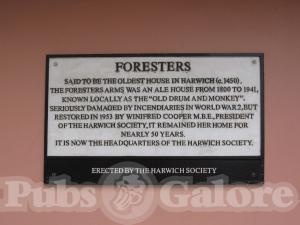 FORESTERS
SAID TO BE THE OLDEST HOUSE IN HARWICH (c.1450),
THE FORESTERS ARMS WAS AN ALE HOUSE FROM 1800 TO 1941,
KNOWN LOCALLY AS THE "OLD DRUM AND MONKEY".
SERIOUSLY DAMAGED BY INCENDIARIES IN WORLD WAR 2, BUT
RESTORED IN 1953 BY WINIFRED COOPER M.B.E., PRESIDENT
OF THE HARWICH SOCIETY, IT REMAINED HER HOME FOR
NEARLY 50 YEARS.
IT IS NOW THE HEADQUARTERS OF THE HARWICH SOCIETY.
ERECTED BY THE HARWICH SOCIETY
Pubs Galore